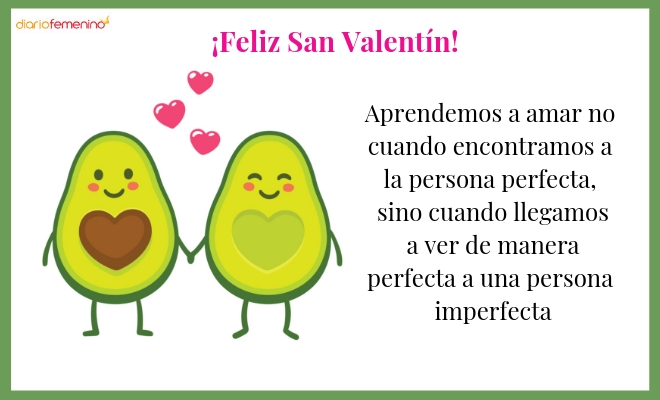 diariofemenino
¡Feliz San Valentín!
Aprendemos a amar no
cuando encontramos a
la persona perfecta,
sino cuando llegamos
a ver de manera
perfecta a una persona
imperfecta